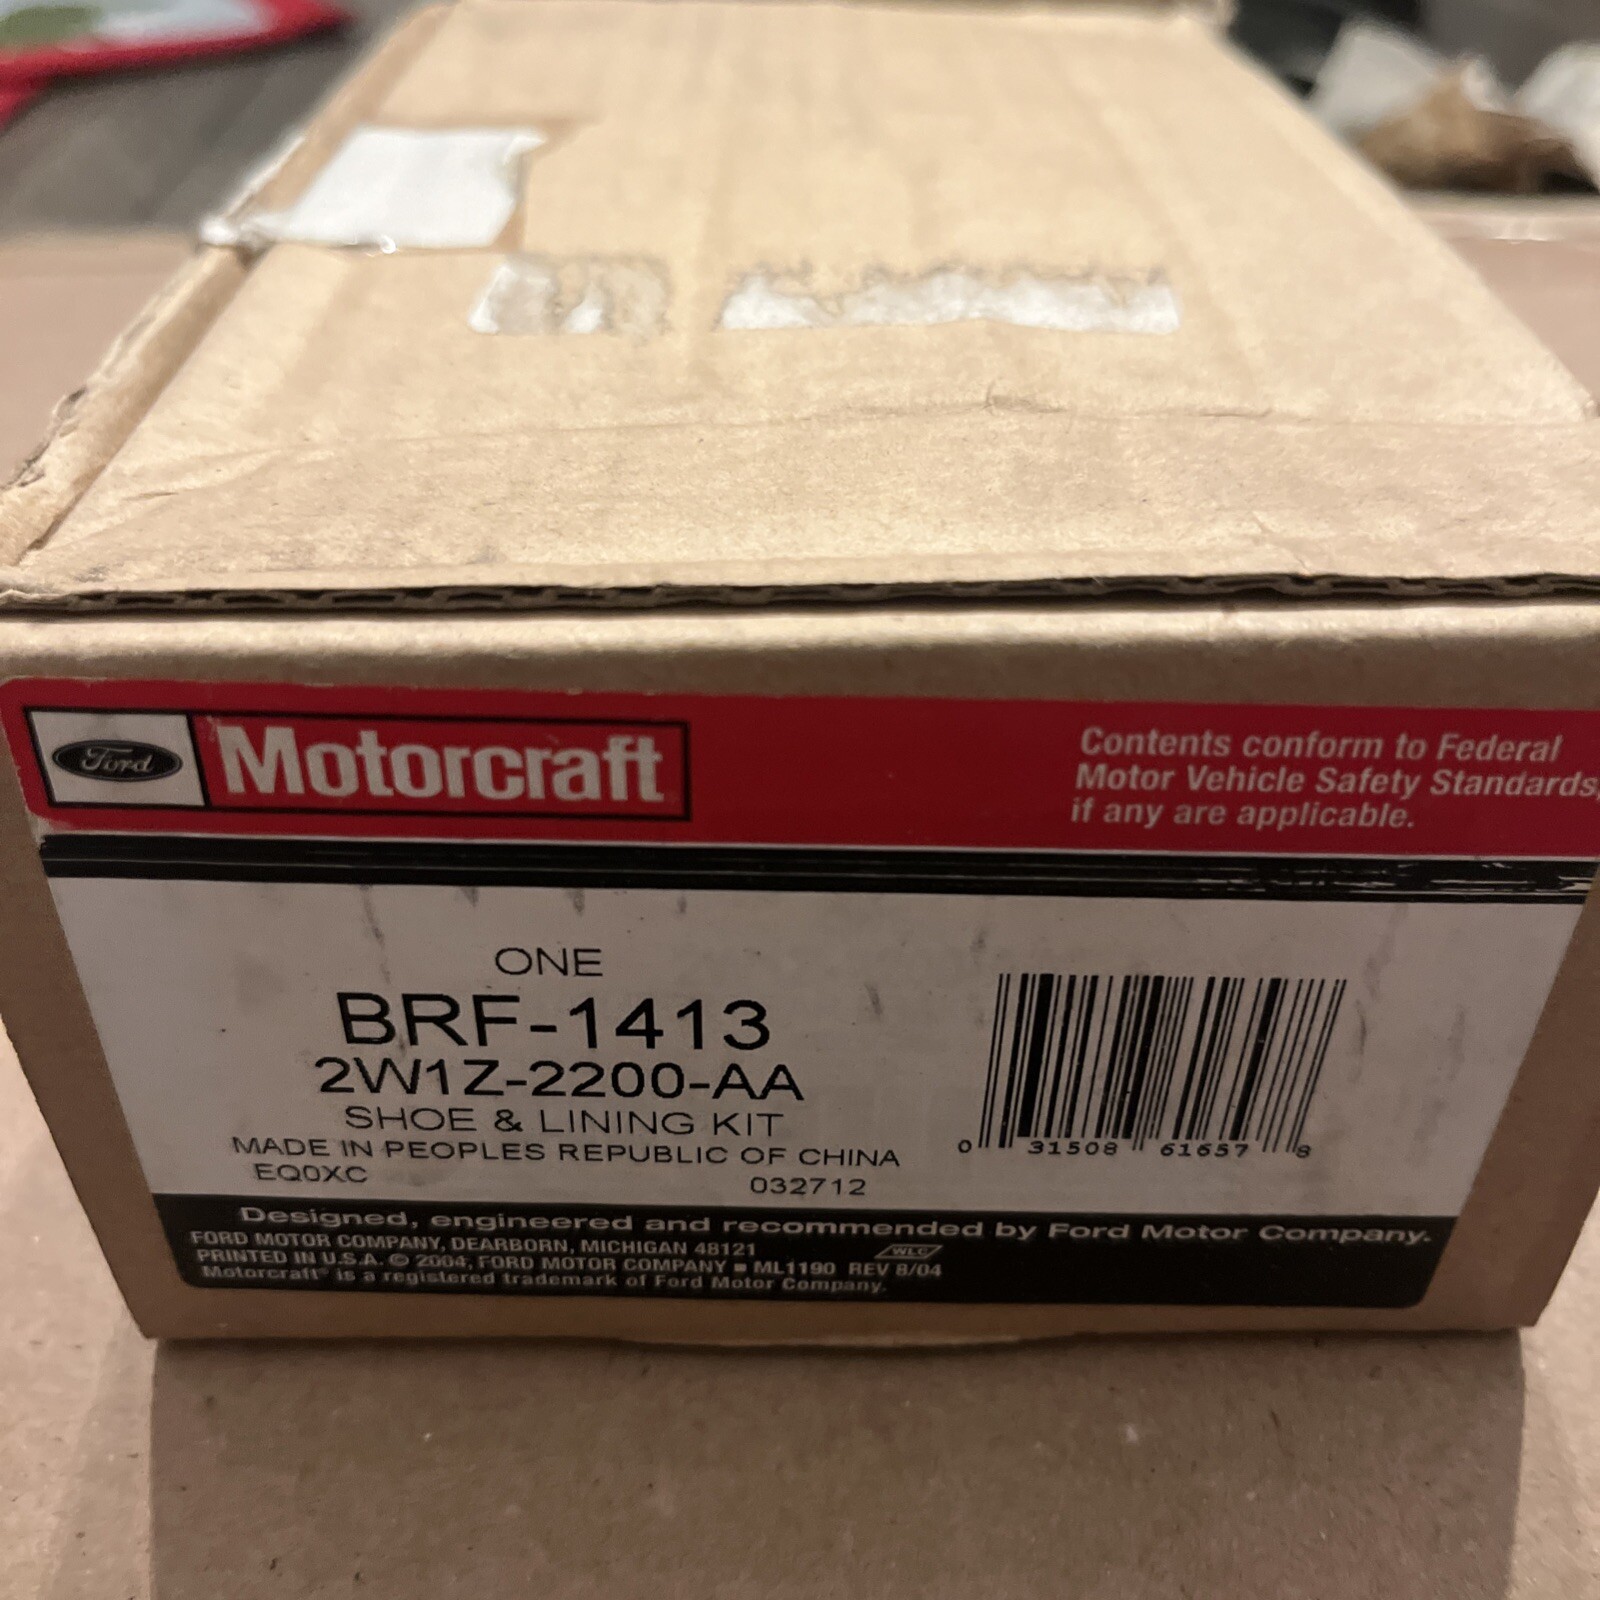 Ford Motorcraft
Contents conform to Federal
Motor Vehicle Safety Standards,
if any are applicable.
ONE
BRF-1413
2W1Z-2200-AA
SHOE & LINING KIT
MADE IN PEOPLES REPUBLIC OF CHINA
EQ0XC 032712
0 31508 61657 8
Designed, engineered and recommended by Ford Motor Company.
FORD MOTOR COMPANY, DEARBORN, MICHIGAN 48121
WLC
PRINTED IN U.S.A. © 2004, FORD MOTOR COMPANY ■ ML1190 REV 8/04
Motorcraft® is a registered trademark of Ford Motor Company.